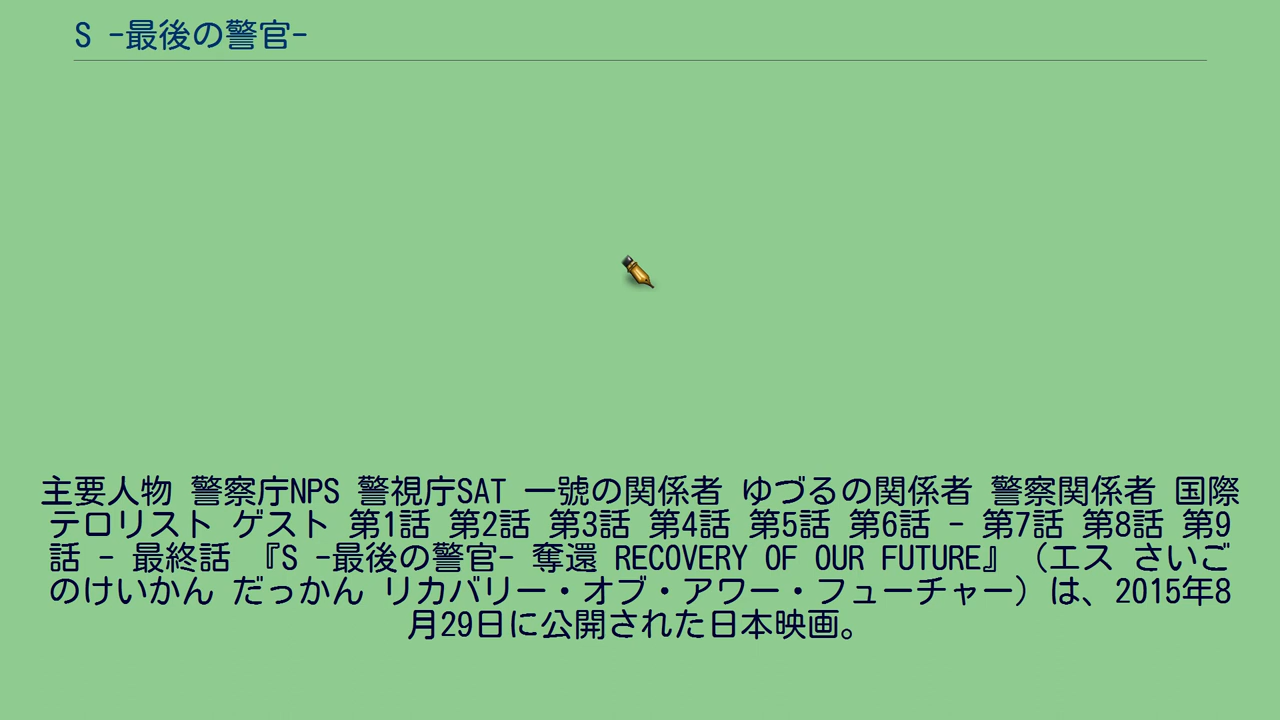 S -最後の警官-
主要人物 警察庁NPS 警視庁SAT 一號の関係者 ゆづるの関係者 警察関係者 国際
テロリスト ゲスト 第1話 第2話 第3話 第4話 第5話 第6話 - 第7話 第8話 第9
話 - 最終話 『S -最後の警官- 奪還 RECOVERY OF OUR FUTURE』（エス さいご
のけいかん だっかん リカバリー・オブ・アワー・フューチャー）は、2015年8
月29日に公開された日本映画。